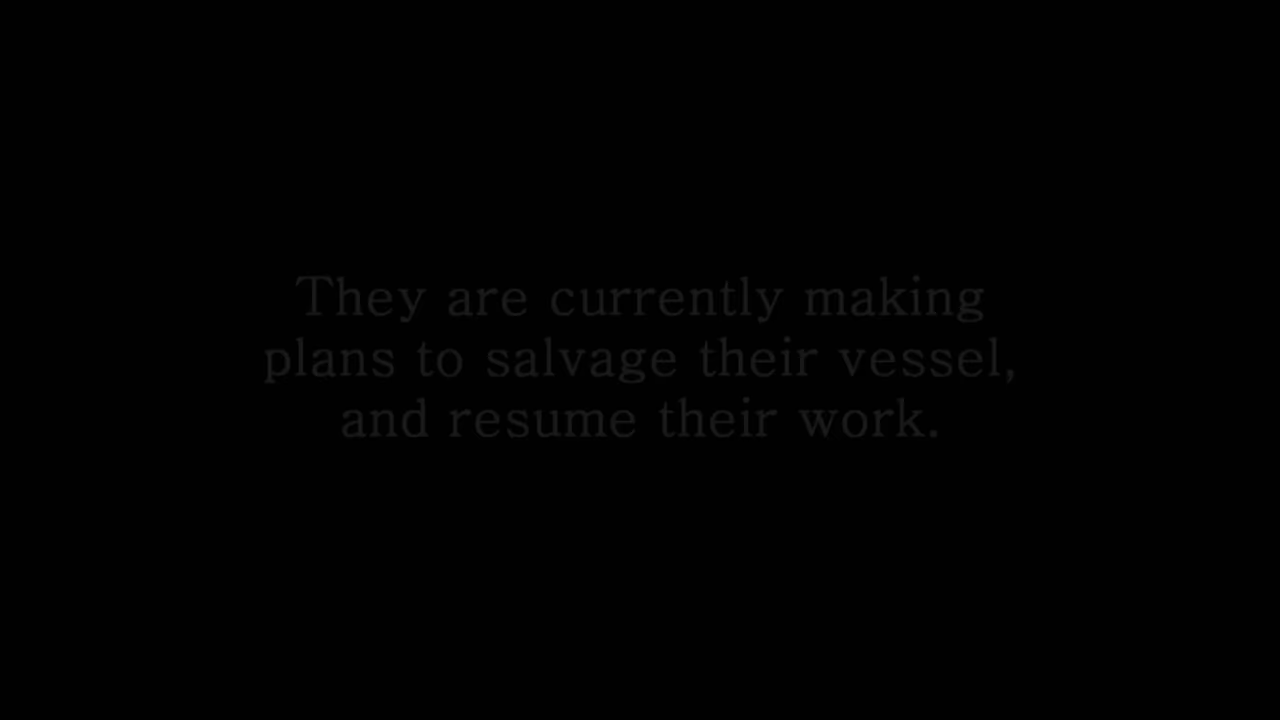 They are currently making
plans to salvage their vessel,
and resume their work.